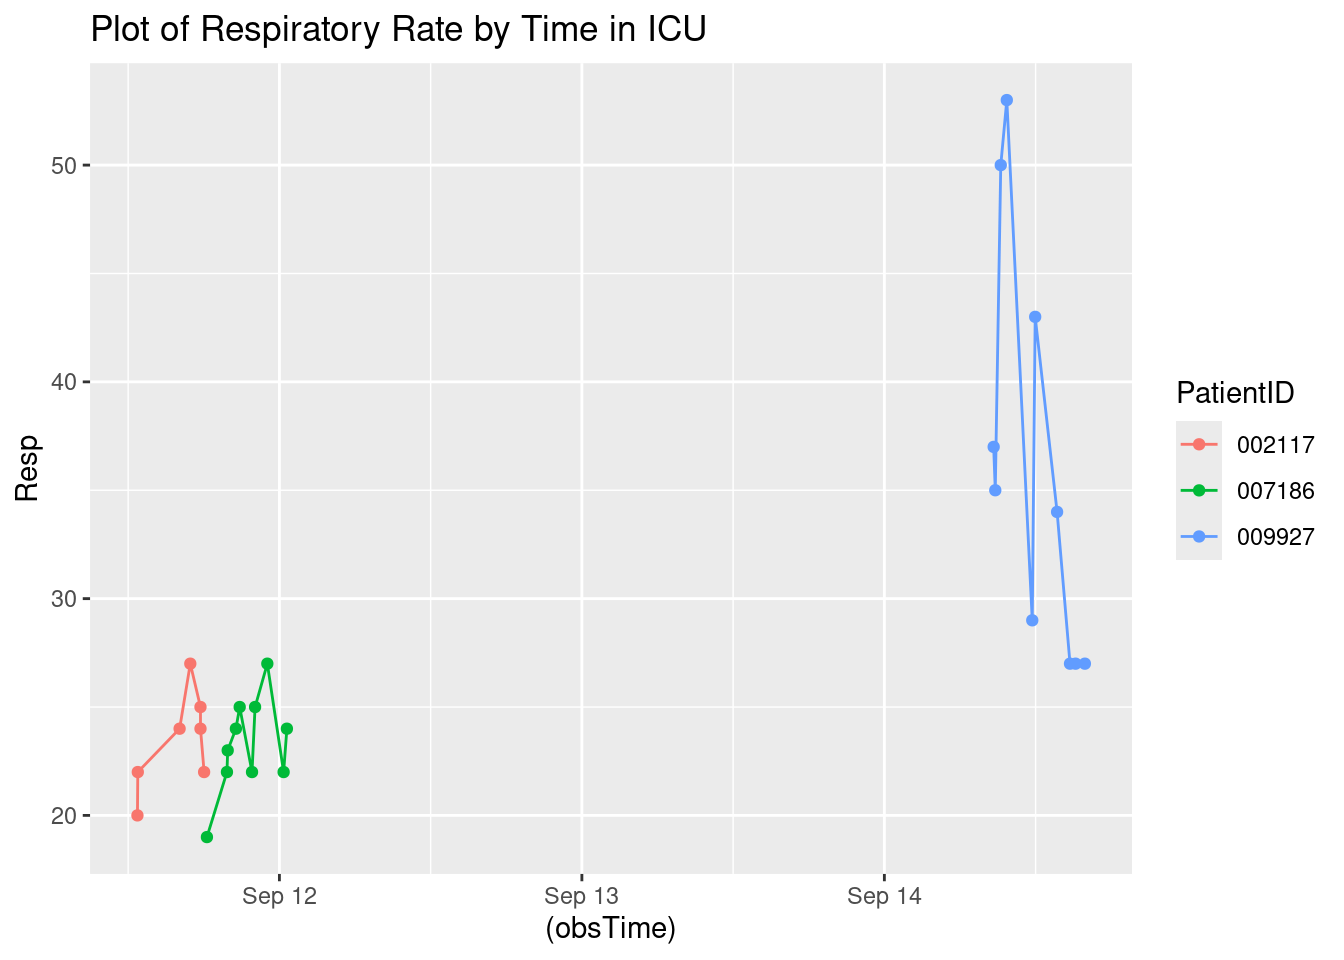 Plot of Respiratory Rate by Time in ICU
50
40
30
20
Resp
Sep 12
Sep 13
Sep 14
(obsTime)
PatientID
002117
007186
009927